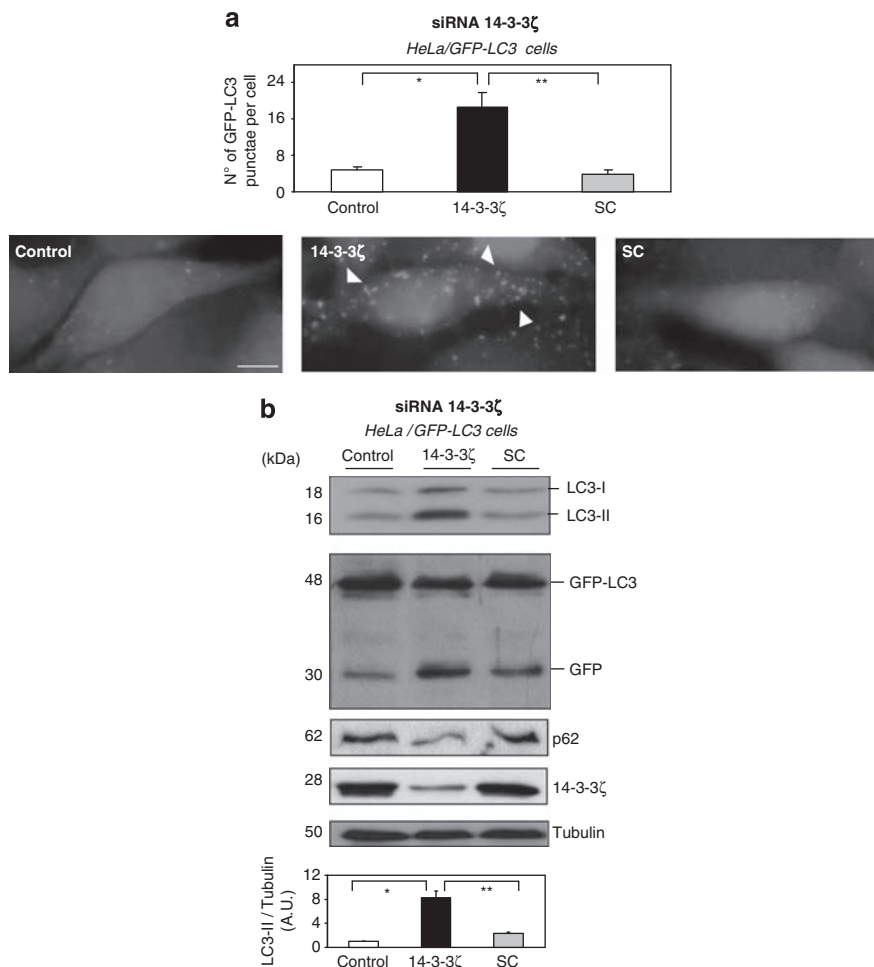 a
siRNA 14-3-3ζ
HeLa/GFP-LC3 cells
N° of GFP-LC3
punctae per cell
24
16
8
0
* **
Control 14-3-3ζ SC
Control
14-3-3ζ
SC
b
siRNA 14-3-3ζ
HeLa /GFP-LC3 cells
(kDa) Control 14-3-3ζ SC
18 LC3-I
16 LC3-II
48 GFP-LC3
30 GFP
62 p62
28 14-3-3ζ
50 Tubulin
LC3-II / Tubulin
(A.U.)
12
8
4
0
* **
Control 14-3-3ζ SC